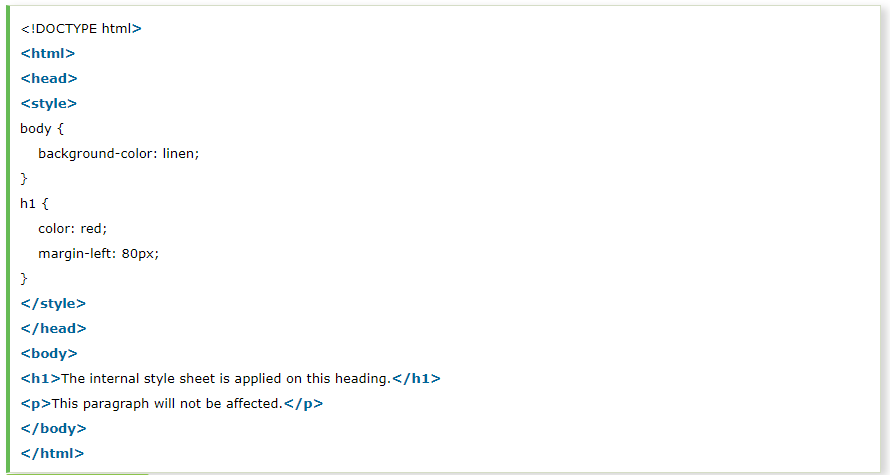 <!DOCTYPE html>
<html>
<head>
<style>
body {
    background-color: linen;
}
h1 {
    color: red;
    margin-left: 80px;
}
</style>
</head>
<body>
<h1>The internal style sheet is applied on this heading.</h1>
<p>This paragraph will not be affected.</p>
</body>
</html>